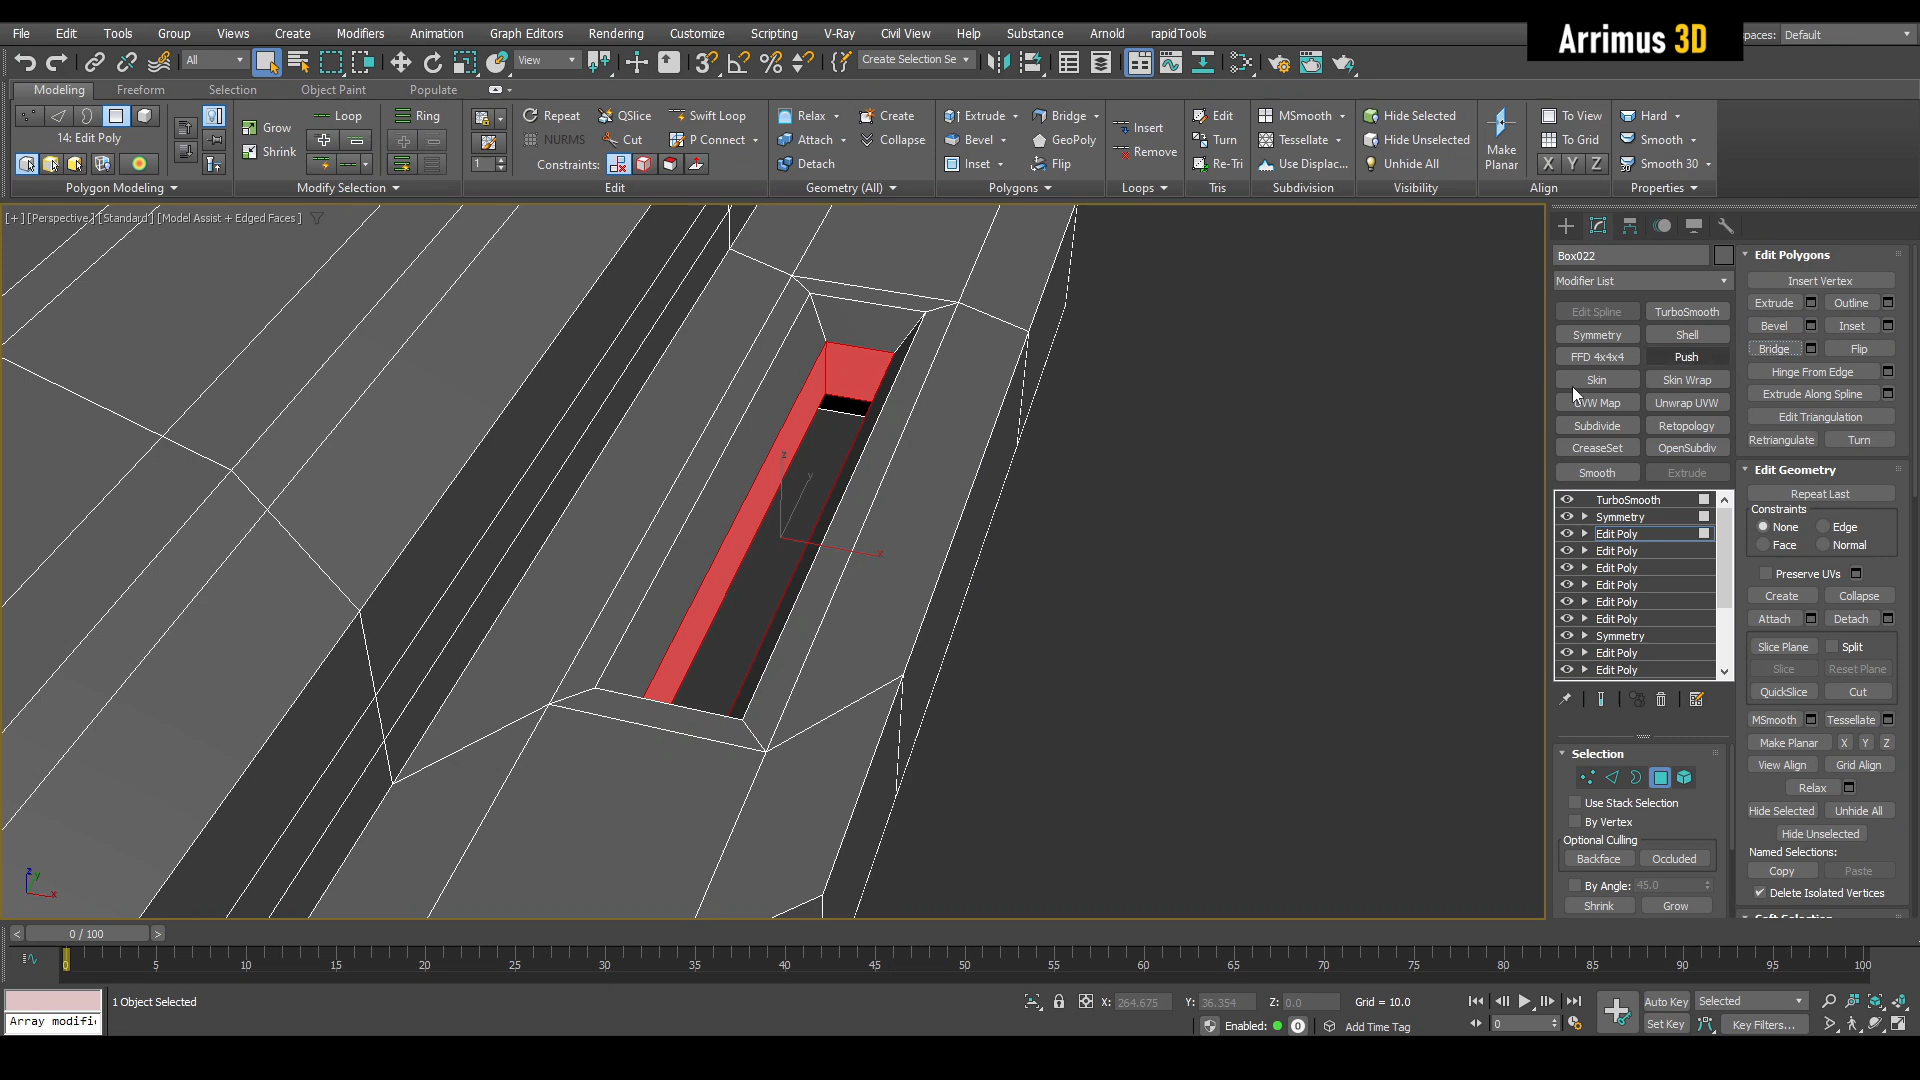 File Edit Tools Group Views Create Modifiers Animation Graph Editors Rendering Customize Scripting V-Ray Civil View Help Substance Arnold rapidTools
Arrimus 3D
paces: Default
All View Create Selection Se
Modeling Freeform Selection Object Paint Populate
14: Edit Poly
Grow Loop Ring Repeat QSlice Swift Loop Relax Create Extrude Bridge Insert Edit MSmooth Hide Selected To View Hard
Shrink NURMS Cut P Connect Attach Collapse Bevel GeoPoly Remove Turn Tessellate Hide Unselected Make Planar To Grid Smooth
1 Constraints: Detach Inset Flip Re-Tri Use Displac... Unhide All X Y Z Smooth 30
Polygon Modeling Modify Selection Edit Geometry (All) Polygons Loops Tris Subdivision Visibility Align Properties
[+] [Perspective] [Standard] [Model Assist + Edged Faces]
Box022
Modifier List
Edit Spline TurboSmooth
Symmetry Shell
FFD 4x4x4 Push
Skin Skin Wrap
UVW Map Unwrap UVW
Subdivide Retopology
CreaseSet OpenSubdiv
Smooth Extrude
TurboSmooth
Symmetry
Edit Poly
Edit Poly
Edit Poly
Edit Poly
Edit Poly
Edit Poly
Symmetry
Edit Poly
Edit Poly
Selection
Use Stack Selection
By Vertex
Optional Culling
Backface Occluded
By Angle: 45.0
Shrink Grow
Edit Polygons
Insert Vertex
Extrude Outline
Bevel Inset
Bridge Flip
Hinge From Edge
Extrude Along Spline
Edit Triangulation
Retriangulate Turn
Edit Geometry
Repeat Last
Constraints
None Edge
Face Normal
Preserve UVs
Create Collapse
Attach Detach
Slice Plane Split
Slice Reset Plane
QuickSlice Cut
MSmooth Tessellate
Make Planar X Y Z
View Align Grid Align
Relax
Hide Selected Unhide All
Hide Unselected
Named Selections:
Copy Paste
Delete Isolated Vertices
z y x
z y x
< 0 / 100 >
0 5 10 15 20 25 30 35 40 45 50 55 60 65 70 75 80 85 90 95 100
1 Object Selected X: 264.675 Y: 36.354 Z: 0.0 Grid = 10.0 Auto Key Selected
Array modifi Enabled: 0 Add Time Tag 0 Set Key Key Filters...